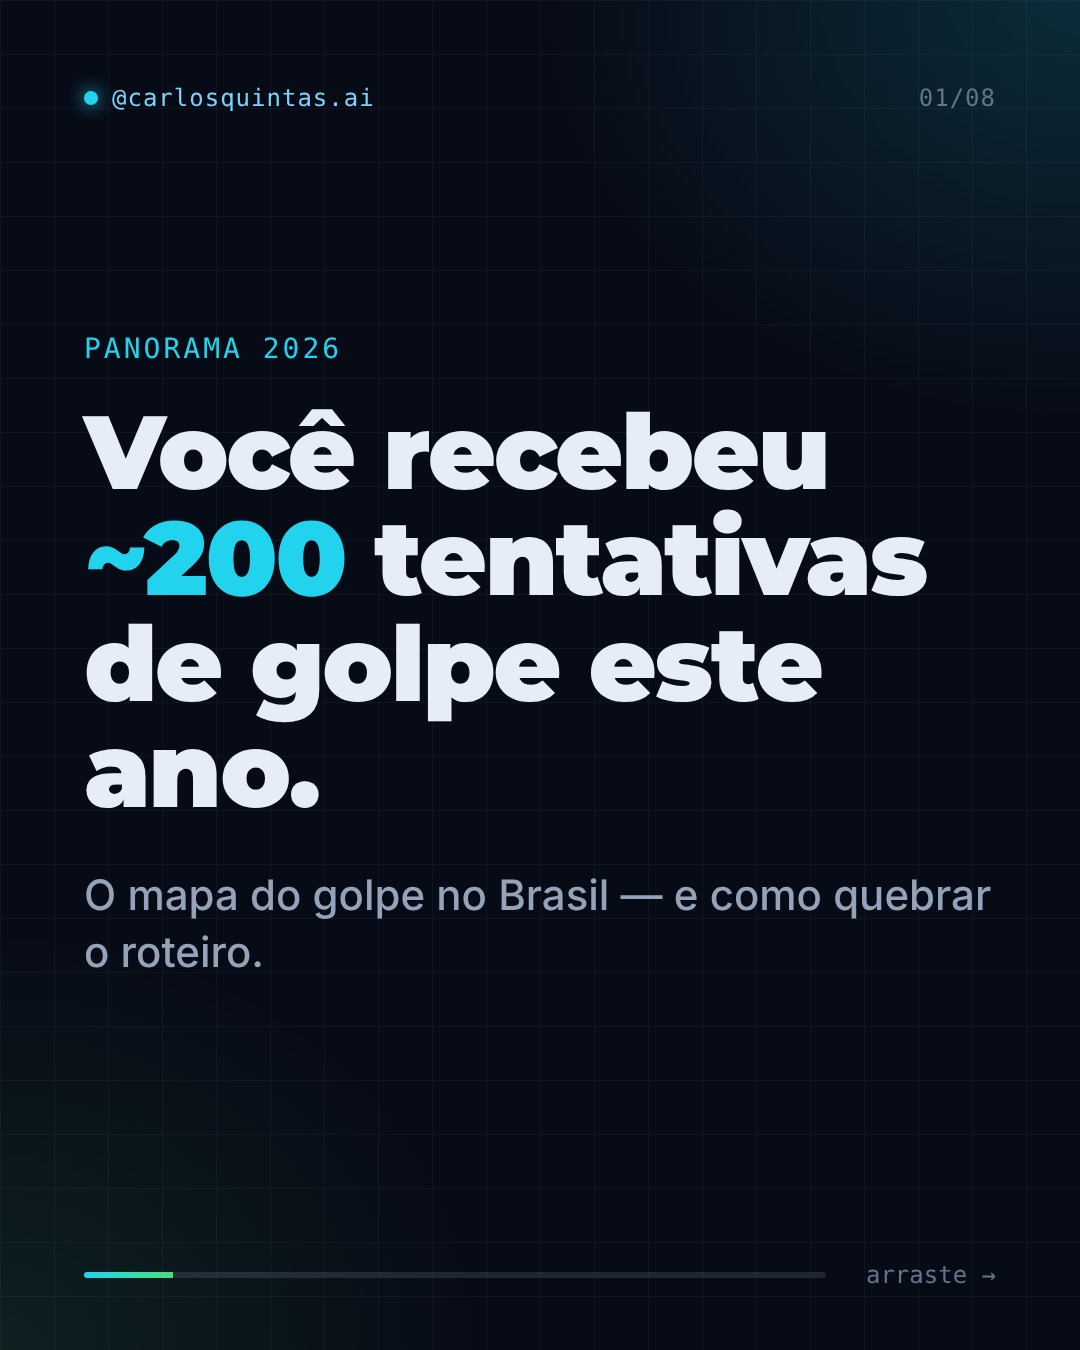 @carlosquintas.ai
01/08
PANORAMA 2026
Você recebeu
~200 tentativas
de golpe este
ano.
O mapa do golpe no Brasil — e como quebrar
o roteiro.
arraste →